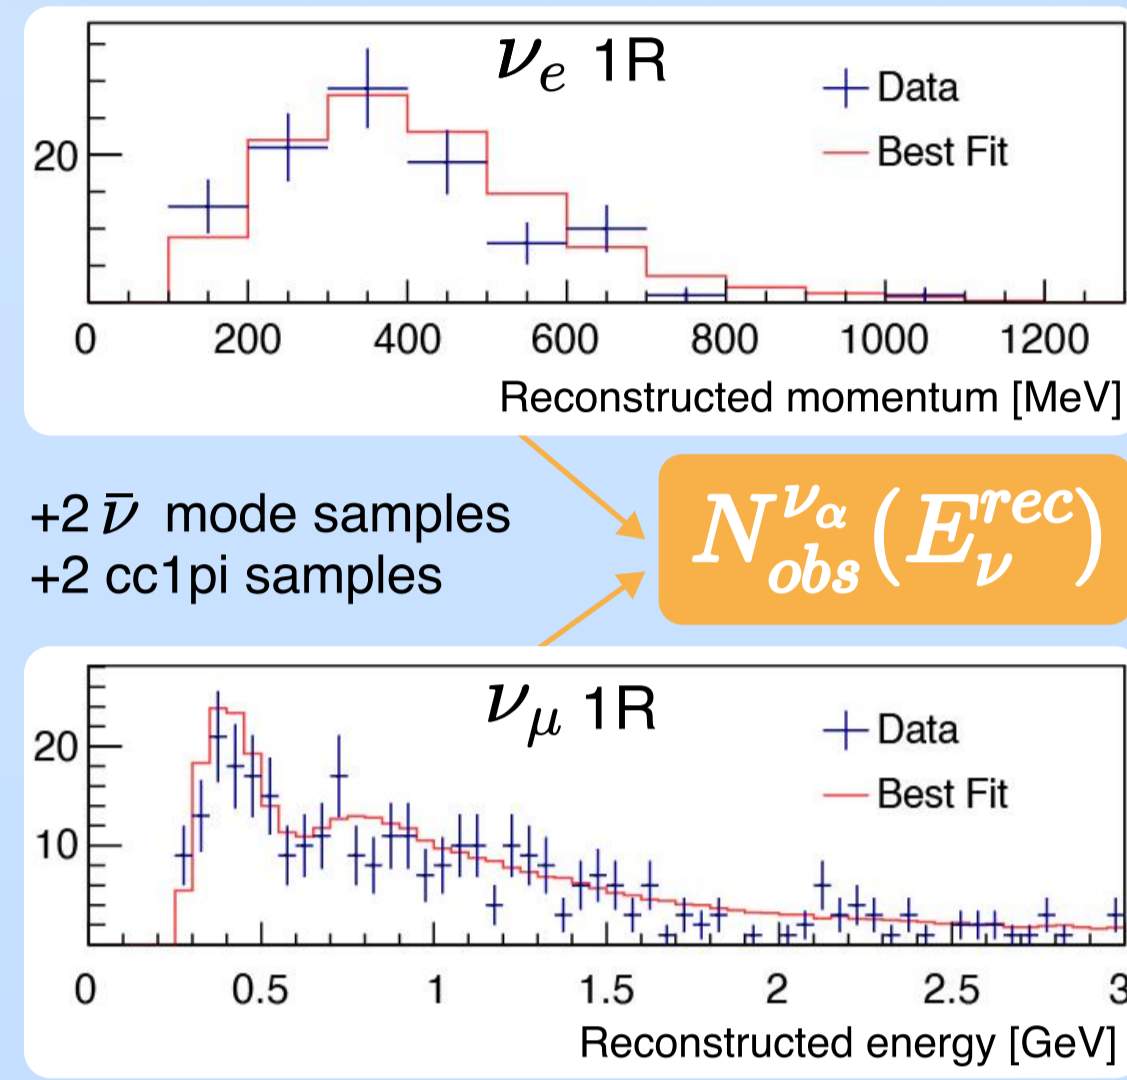 νₑ 1R
Data
Best Fit
20
0 200 400 600 800 1000 1200
Reconstructed momentum [MeV]
+2 ν̄ mode samples
+2 cc1pi samples
N^{ν_α}_{obs}(E^{rec}_ν)
ν_μ 1R
Data
Best Fit
20
10
0 0.5 1 1.5 2 2.5 3
Reconstructed energy [GeV]